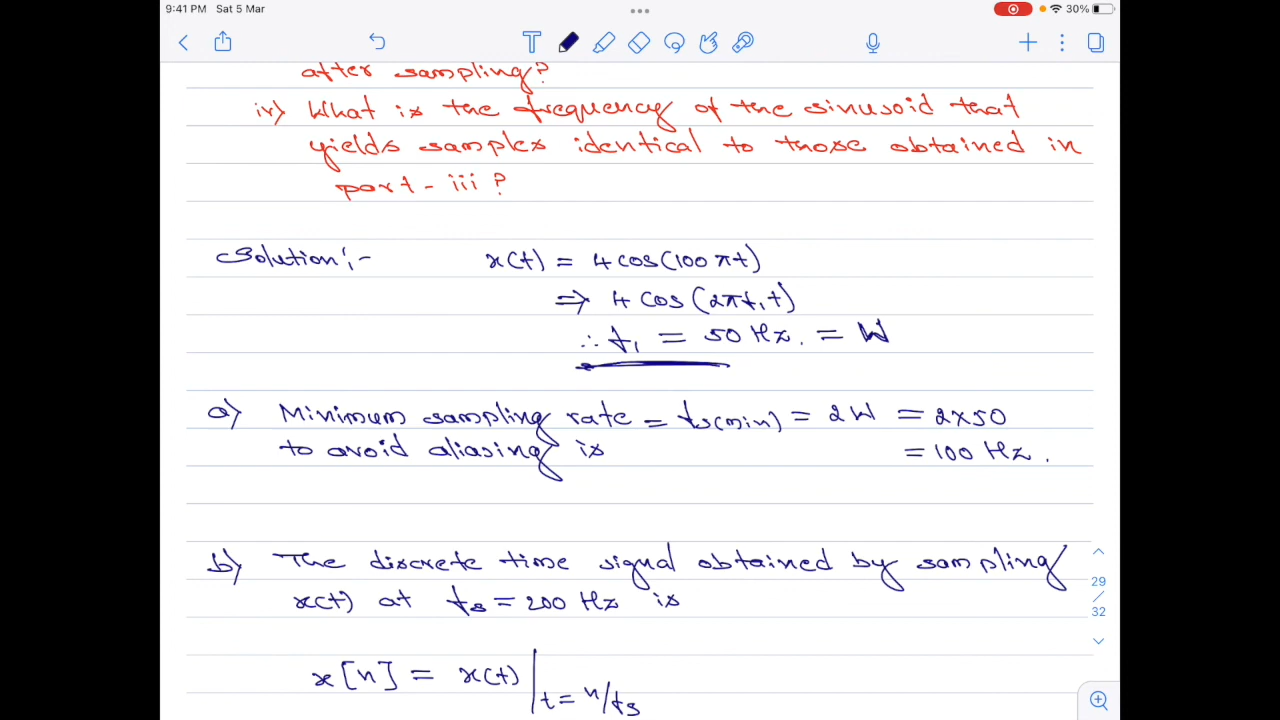 9:41 PM Sat 5 Mar
30%
after sampling?
iv) What is the frequency of the sinusoid that
yields samples identical to those obtained in
part - iii ?
Solution :- x(t) = 4 cos(100 πt)
⇒ 4 cos (2πf₁t)
∴ f₁ = 50 Hz. = W
a) Minimum sampling rate = fs(min) = 2W = 2×50
to avoid aliasing is = 100 Hz.
b) The discrete time signal obtained by sampling
x(t) at fs = 200 Hz is
x[n] = x(t) | t = n/fs
29
/
32